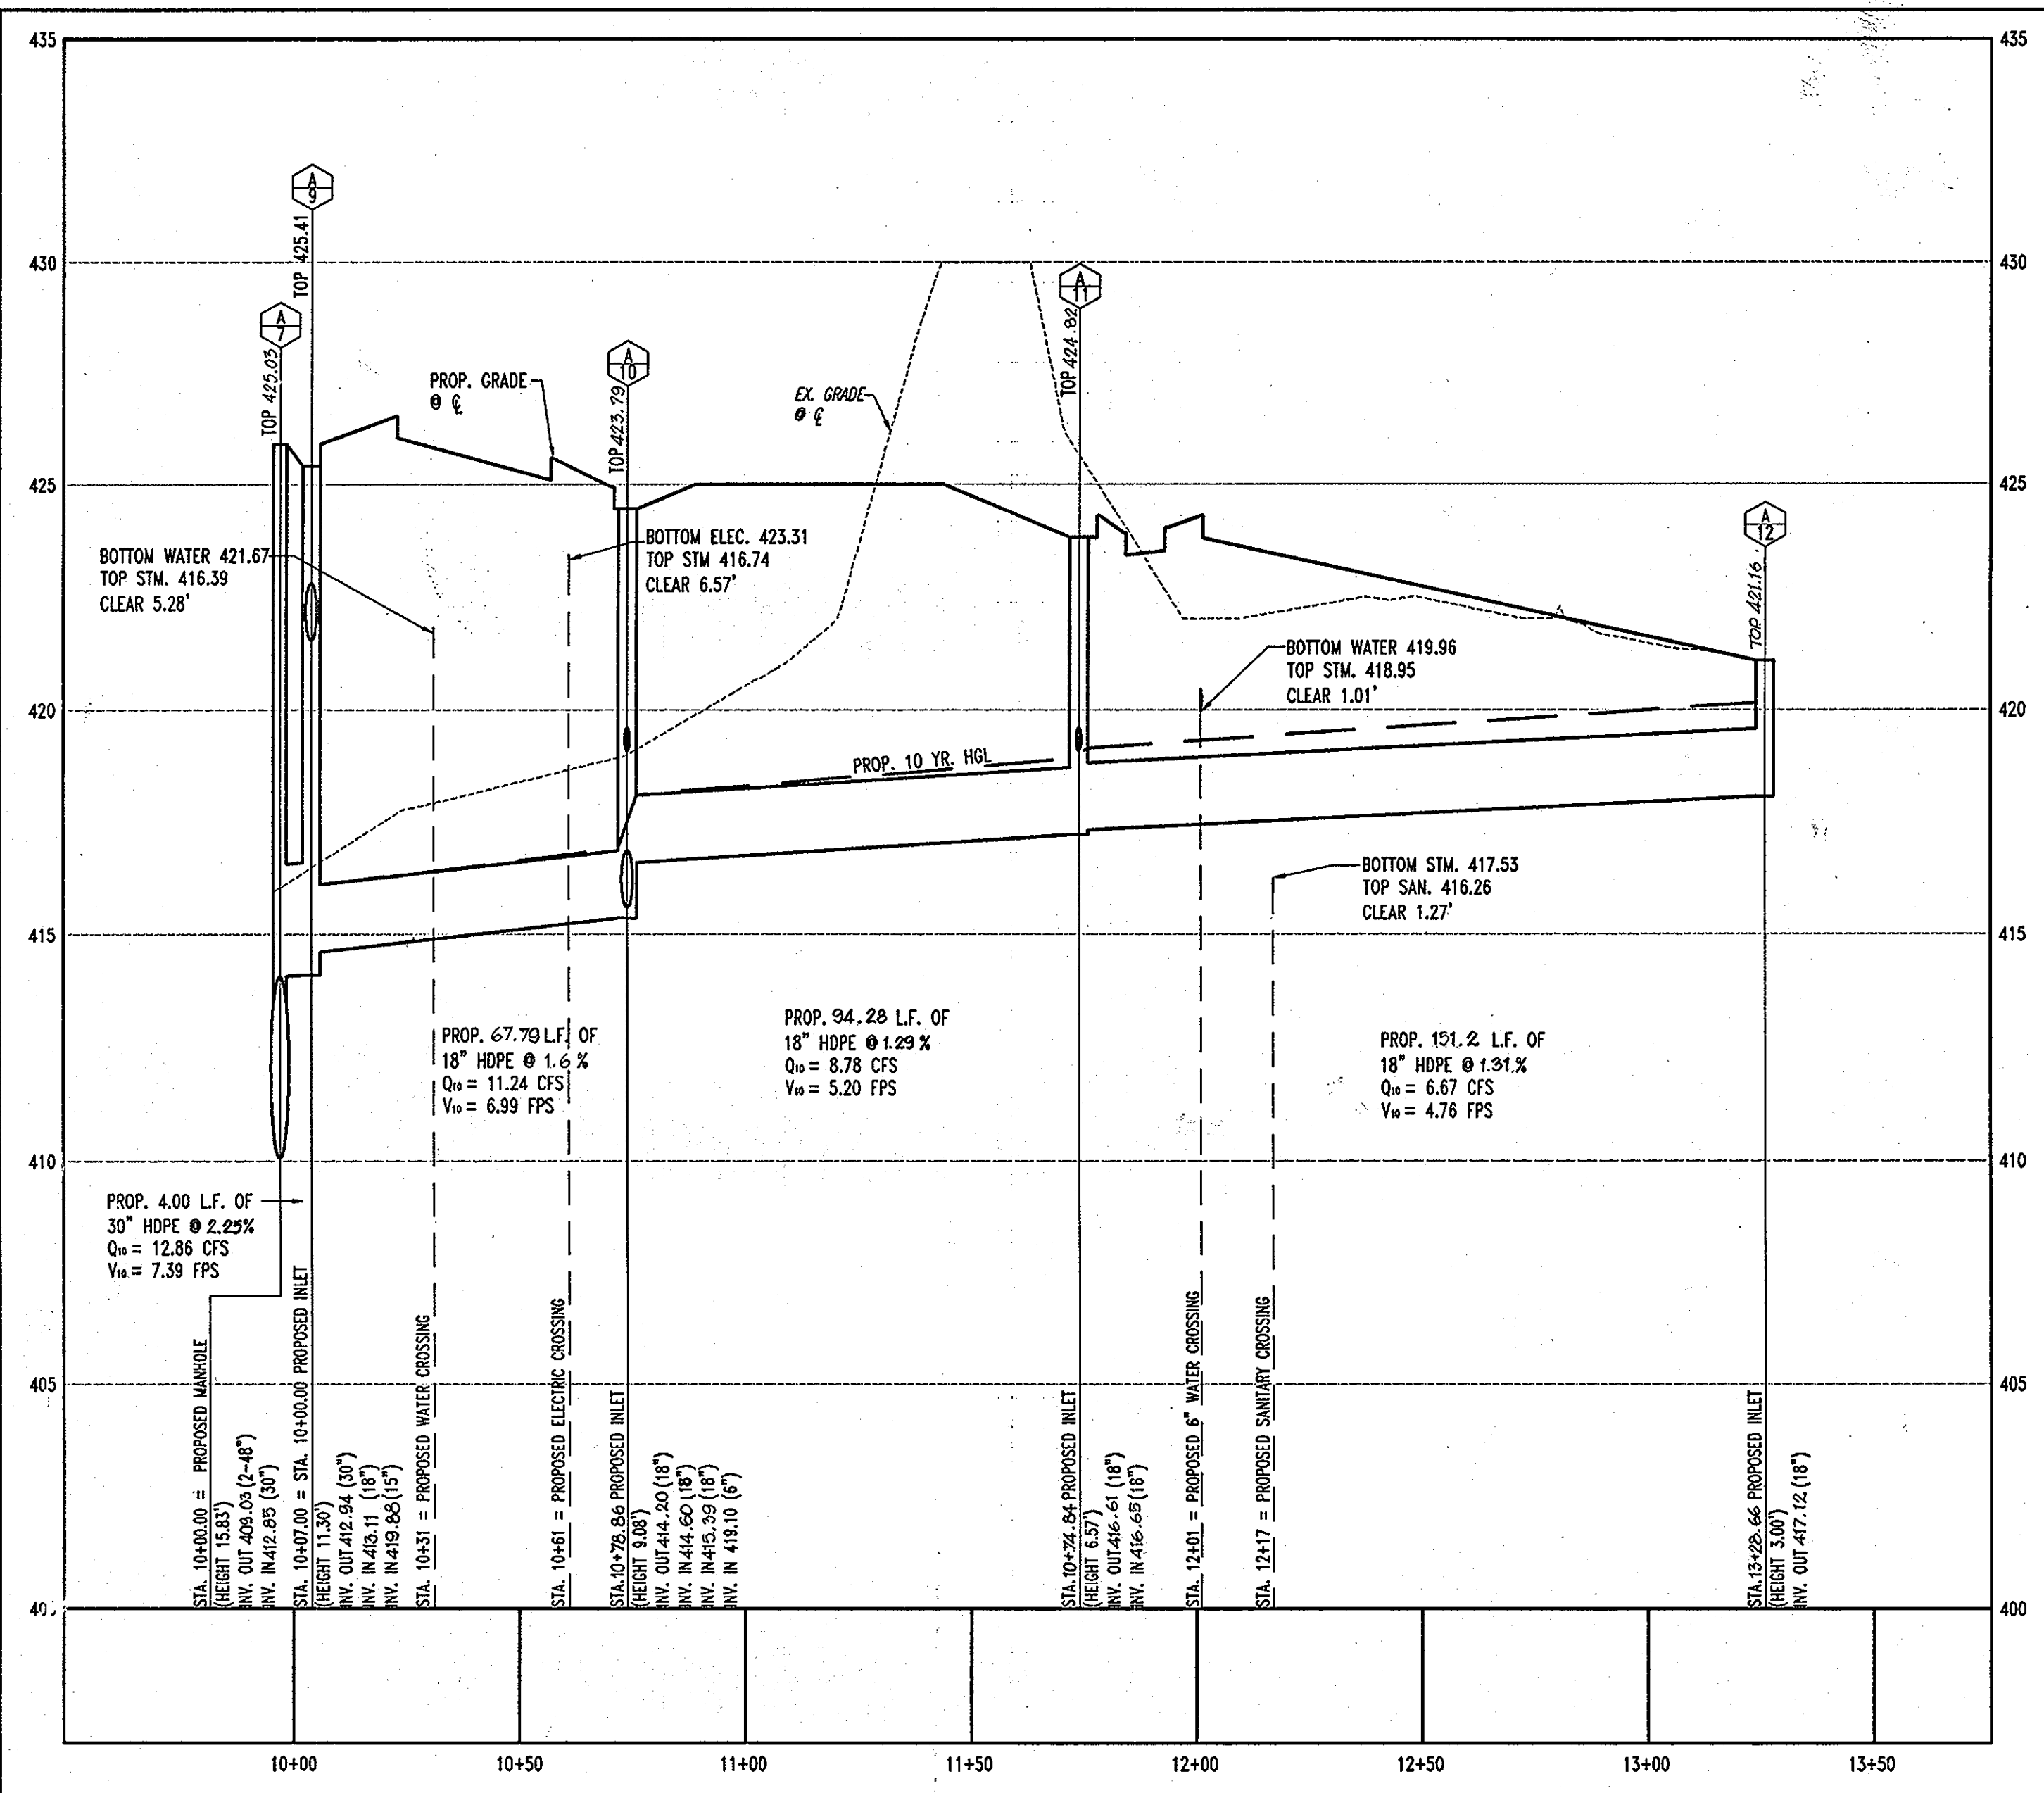 435
435
A
9
TOP 425.41
430
430
A
7
TOP 425.03
A
11
TOP 424.82
A
10
TOP 423.79
PROP. GRADE
@ ℄
EX. GRADE
@ ℄
425
425
A
12
TOP 421.16
BOTTOM WATER 421.67
TOP STM. 416.39
CLEAR 5.28'
BOTTOM ELEC. 423.31
TOP STM 416.74
CLEAR 6.57'
BOTTOM WATER 419.96
TOP STM. 418.95
CLEAR 1.01'
420
420
PROP. 10 YR. HGL
BOTTOM STM. 417.53
TOP SAN. 416.26
CLEAR 1.27'
415
415
PROP. 67.79 L.F. OF
18" HDPE @ 1.6 %
Q10 = 11.24 CFS
V10 = 6.99 FPS
PROP. 94.28 L.F. OF
18" HDPE @ 1.29 %
Q10 = 8.78 CFS
V10 = 5.20 FPS
PROP. 151.2 L.F. OF
18" HDPE @ 1.31 %
Q10 = 6.67 CFS
V10 = 4.76 FPS
410
410
PROP. 4.00 L.F. OF
30" HDPE @ 2.25%
Q10 = 12.86 CFS
V10 = 7.39 FPS
405
405
STA. 10+00.00 = PROPOSED MANHOLE
(HEIGHT 15.83')
INV. OUT 409.03 (2-48")
INV. IN 412.85 (30")
STA. 10+07.00 = STA. 10+00.00 PROPOSED INLET
(HEIGHT 11.30')
INV. OUT 412.94 (30")
INV. IN 413.11 (18")
INV. IN 419.88 (15")
STA. 10+31 = PROPOSED WATER CROSSING
STA. 10+61 = PROPOSED ELECTRIC CROSSING
STA. 10+78.86 PROPOSED INLET
(HEIGHT 9.08')
INV. OUT 414.20 (18")
INV. IN 414.60 (18")
INV. IN 415.39 (18")
INV. IN 419.10 (6")
STA. 10+74.84 PROPOSED INLET
(HEIGHT 6.57')
INV. OUT 416.61 (18")
INV. IN 416.65 (18")
STA. 12+01 = PROPOSED 6" WATER CROSSING
STA. 12+17 = PROPOSED SANITARY CROSSING
STA. 13+28.66 PROPOSED INLET
(HEIGHT 3.00')
INV. OUT 417.12 (18")
400
10+00
10+50
11+00
11+50
12+00
12+50
13+00
13+50